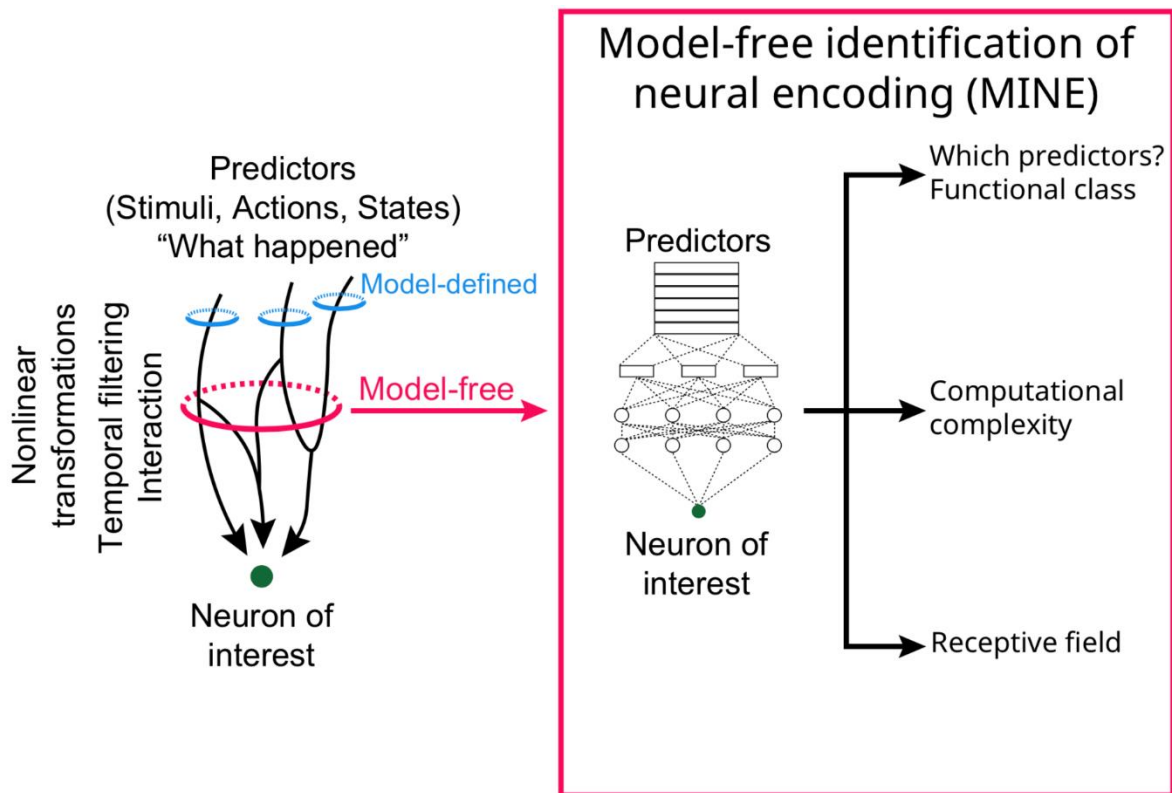 Model-free identification of
neural encoding (MINE)
Predictors
(Stimuli, Actions, States)
“What happened”
Model-defined
Nonlinear
transformations
Temporal filtering
Interaction
Model-free
Neuron of
interest
Predictors
Neuron of
interest
Which predictors?
Functional class
Computational
complexity
Receptive field